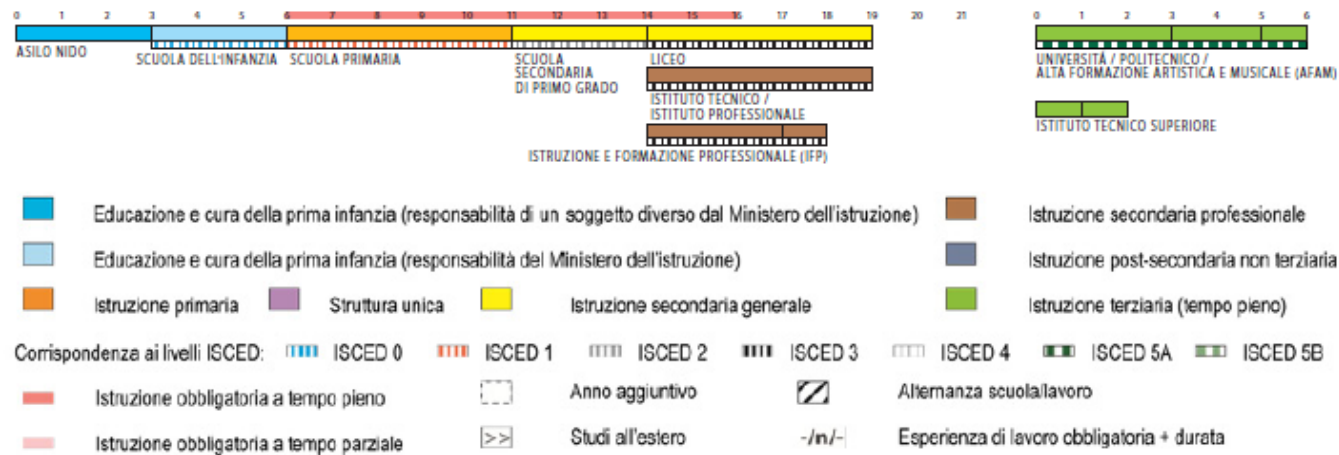 0 1 2 3 4 5 6 7 8 9 10 11 12 13 14 15 16 17 18 19 20 21 0 1 2 3 4 5 6
ASILO NIDO
SCUOLA DELL'INFANZIA
SCUOLA PRIMARIA
SCUOLA
SECONDARIA
DI PRIMO GRADO
LICEO
ISTITUTO TECNICO /
ISTITUTO PROFESSIONALE
ISTRUZIONE E FORMAZIONE PROFESSIONALE (IFP)
UNIVERSITÀ / POLITECNICO /
ALTA FORMAZIONE ARTISTICA E MUSICALE (AFAM)
ISTITUTO TECNICO SUPERIORE
Educazione e cura della prima infanzia (responsabilità di un soggetto diverso dal Ministero dell'istruzione)
Istruzione secondaria professionale
Educazione e cura della prima infanzia (responsabilità del Ministero dell'istruzione)
Istruzione post-secondaria non terziaria
Istruzione primaria
Struttura unica
Istruzione secondaria generale
Istruzione terziaria (tempo pieno)
Corrispondenza ai livelli ISCED: ISCED 0 ISCED 1 ISCED 2 ISCED 3 ISCED 4 ISCED 5A ISCED 5B
Istruzione obbligatoria a tempo pieno
Anno aggiuntivo
Alternanza scuola/lavoro
Istruzione obbligatoria a tempo parziale
>> Studi all'estero
-/n/- Esperienza di lavoro obbligatoria + durata